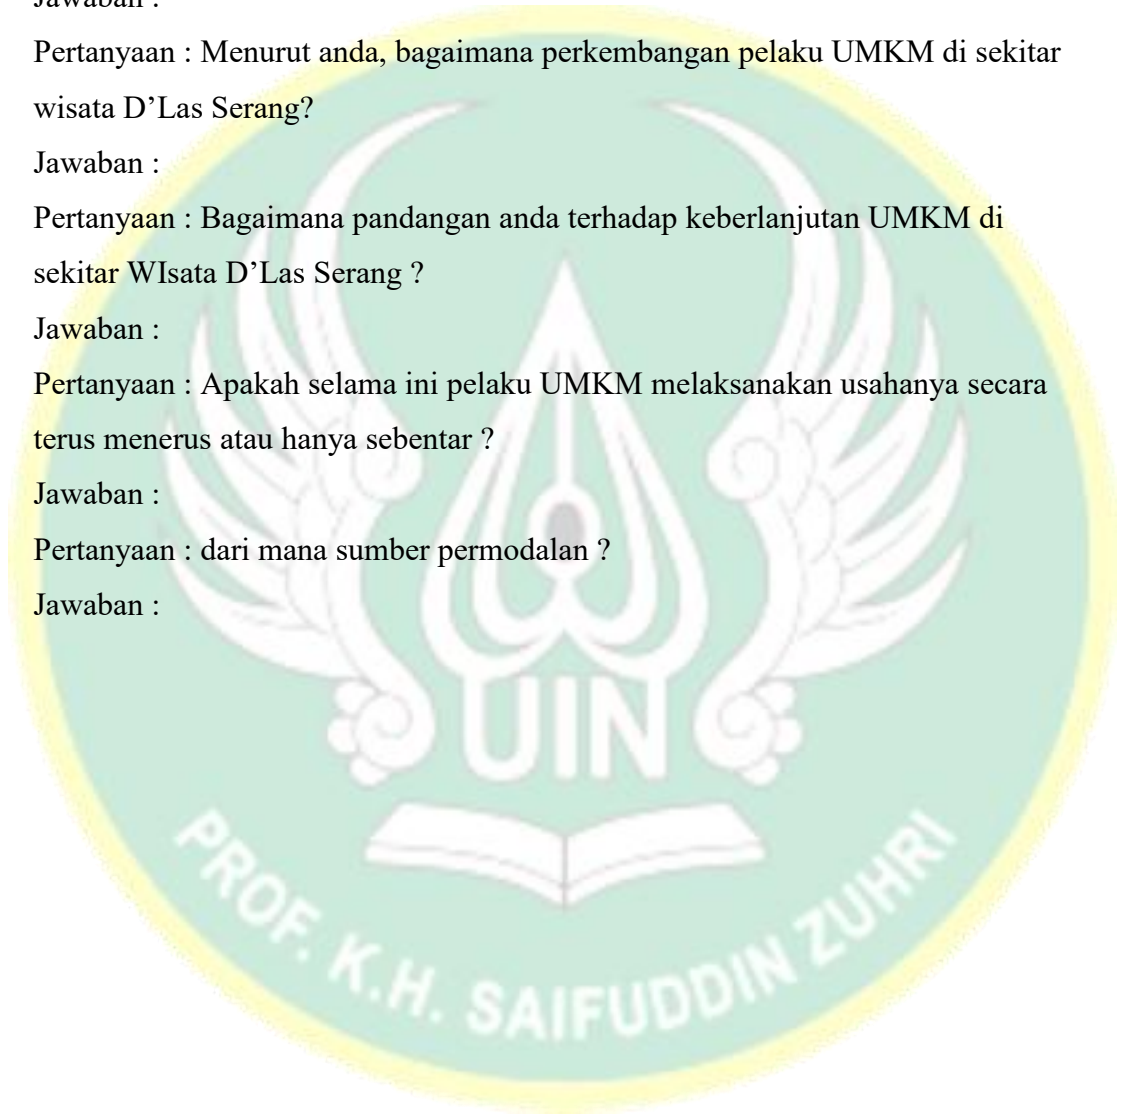 Jawaban :
Pertanyaan : Menurut anda, bagaimana perkembangan pelaku UMKM di sekitar
wisata D’Las Serang?
Jawaban :
Pertanyaan : Bagaimana pandangan anda terhadap keberlanjutan UMKM di
sekitar WIsata D’Las Serang ?
Jawaban :
Pertanyaan : Apakah selama ini pelaku UMKM melaksanakan usahanya secara
terus menerus atau hanya sebentar ?
Jawaban :
Pertanyaan : dari mana sumber permodalan ?
Jawaban :
UIN
PROF. K.H. SAIFUDDIN ZUHRI